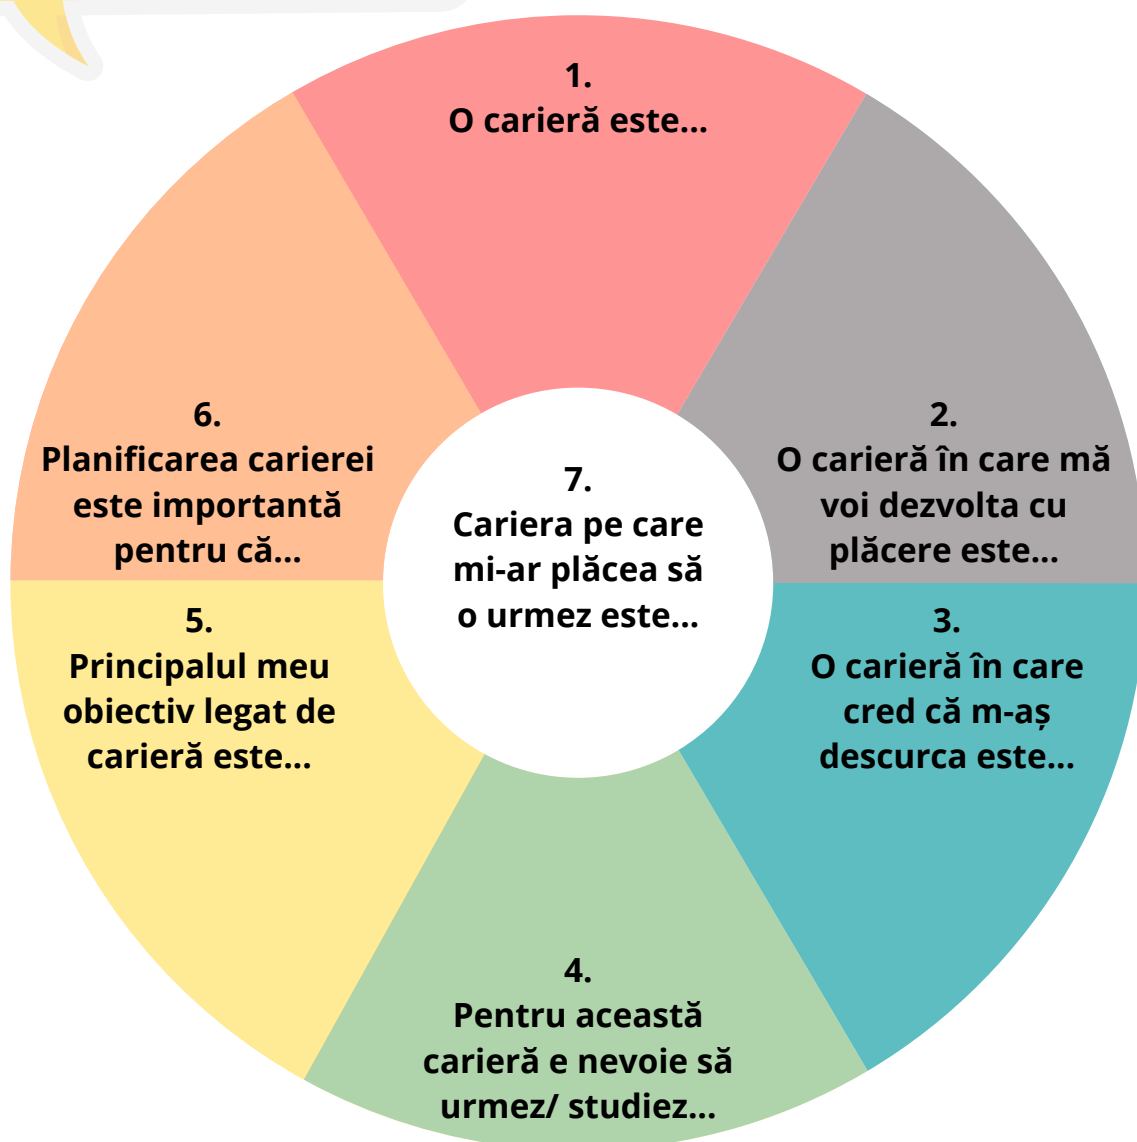 1.
O carieră este...
2.
O carieră în care mă
voi dezvolta cu
plăcere este...
3.
O carieră în care
cred că m-aș
descurca este...
4.
Pentru această
carieră e nevoie să
urmez/ studiez...
5.
Principalul meu
obiectiv legat de
carieră este...
6.
Planificarea carierei
este importantă
pentru că...
7.
Cariera pe care
mi-ar plăcea să
o urmez este...